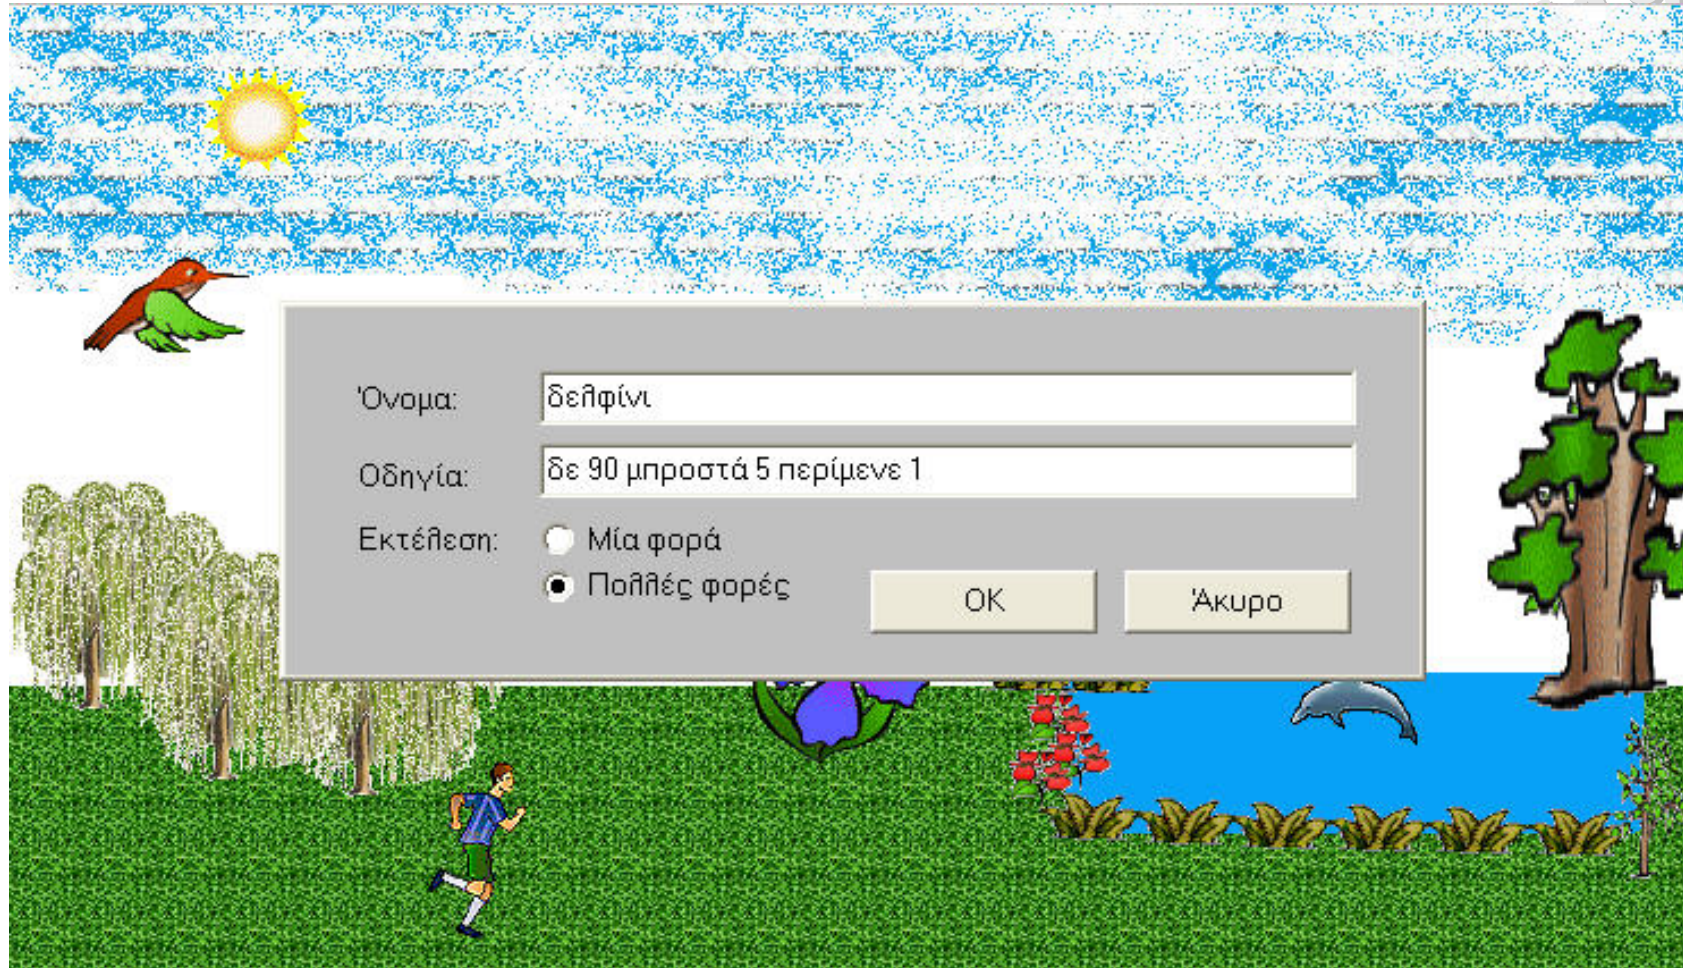 Όνομα:
δελφίνι
Οδηγία:
δε 90 μπροστά 5 περίμενε 1
Εκτέλεση:
Μία φορά
Πολλές φορές
OK
Άκυρο